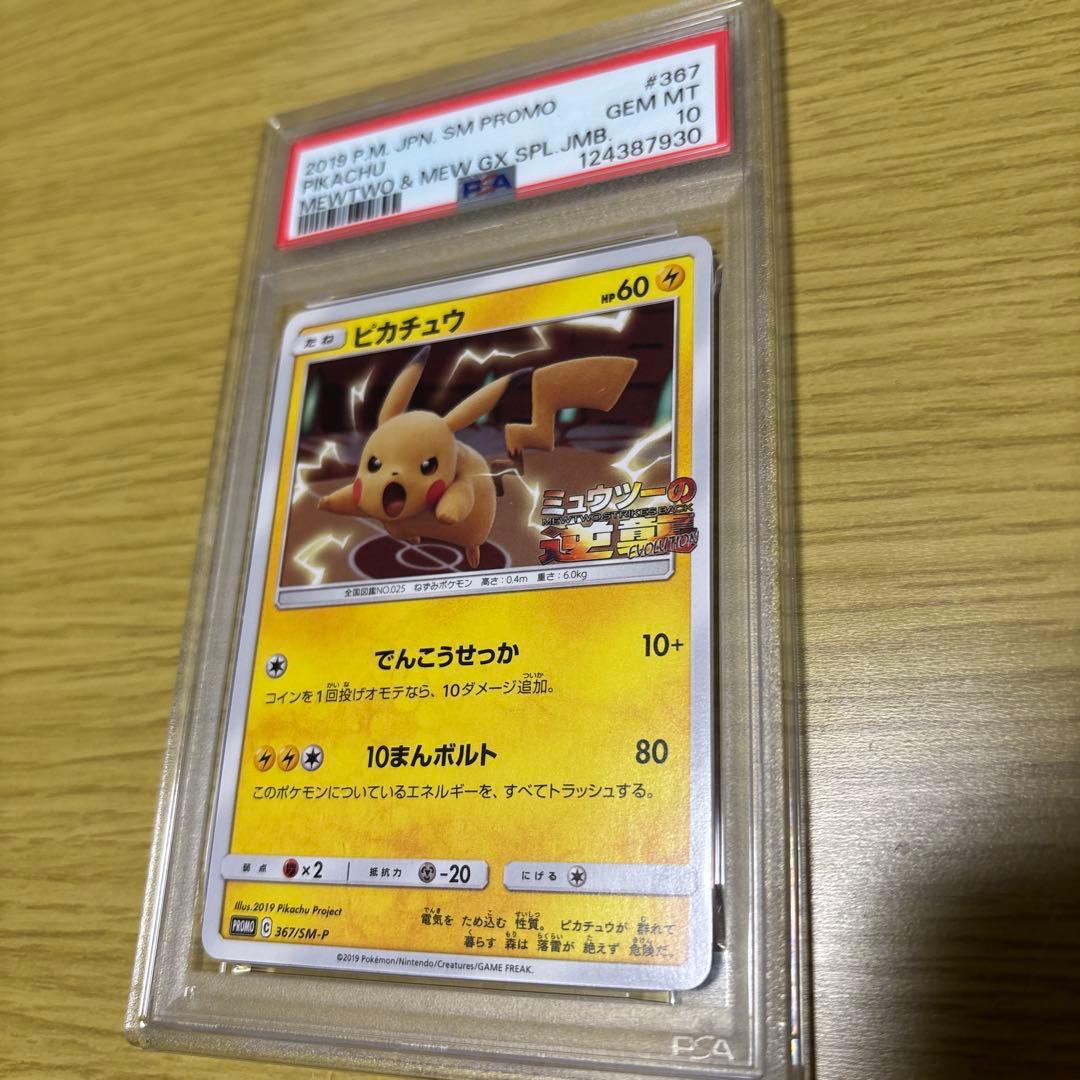 2019 P.M. JPN. SM PROMO #367
PIKACHU GEM MT
MEWTWO & MEW GX SPL.JMB. 10
PSA 124387930
たね ピカチュウ HP60
ミュウツーの
MEWTWO STRIKES BACK
逆襲
EVOLUTION
全国図鑑NO.025 ねずみポケモン 高さ:0.4m 重さ:6.0kg
でんこうせっか 10+
コインを1回投げオモテなら、10ダメージ追加。
10まんボルト 80
このポケモンについているエネルギーを、すべてトラッシュする。
弱点 ×2 抵抗力 -20 にげる
Illus.2019 Pikachu Project
PROMO C 367/SM-P
電気を ため込む 性質。 ピカチュウが 群れて
暮らす 森は 落雷が 絶えず 危険だ。
©2019 Pokémon/Nintendo/Creatures/GAME FREAK.
PSA